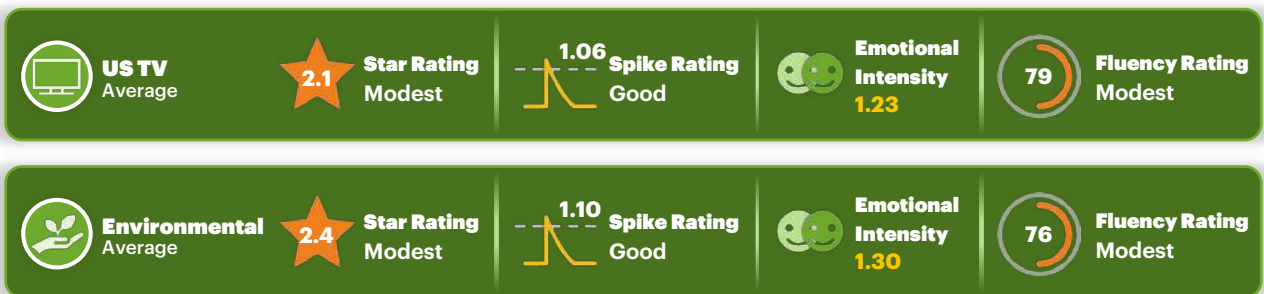 US TV
Average
2.1
Star Rating
Modest
1.06
Spike Rating
Good
Emotional
Intensity
1.23
79
Fluency Rating
Modest
Environmental
Average
2.4
Star Rating
Modest
1.10
Spike Rating
Good
Emotional
Intensity
1.30
76
Fluency Rating
Modest